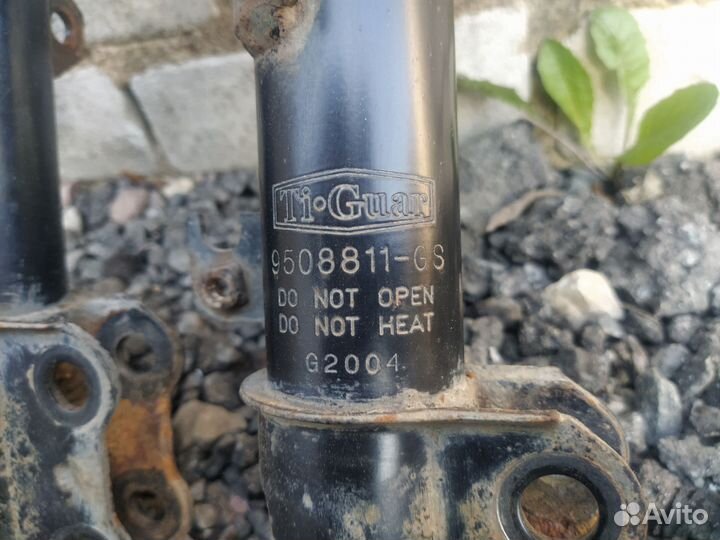 Ti•Guar
9508811-GS
DO NOT OPEN
DO NOT HEAT
G2004
Avito